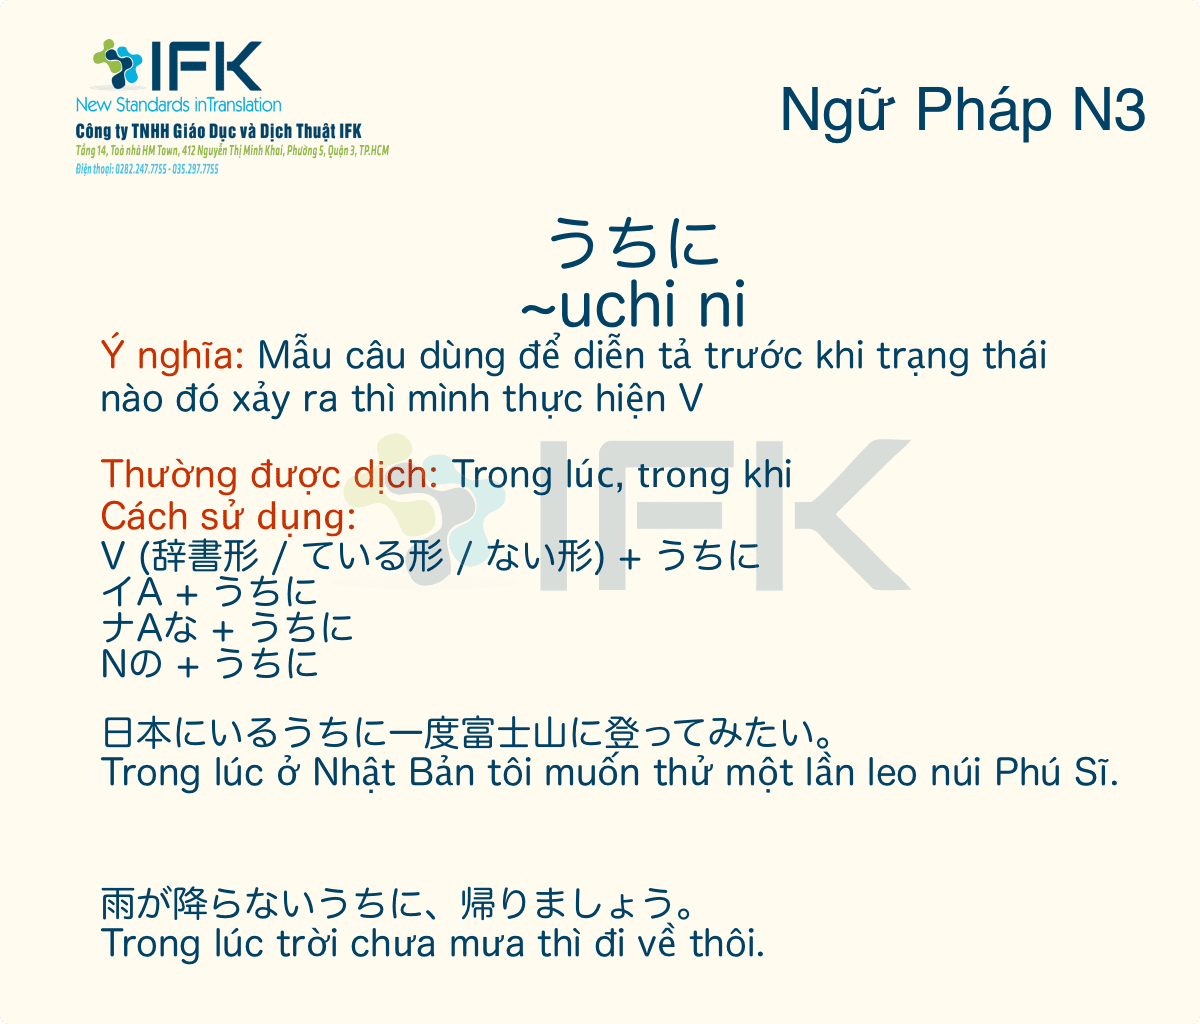 IFK
New Standards inTranslation
Công ty TNHH Giáo Dục và Dịch Thuật IFK
Tầng 14, Toà nhà HM Town, 412 Nguyễn Thị Minh Khai, Phường 5, Quận 3, TP.HCM
Điện thoại: 0282.247.7755 - 035.297.7755
Ngữ Pháp N3
うちに
~uchi ni
Ý nghĩa: Mẫu câu dùng để diễn tả trước khi trạng thái
nào đó xảy ra thì mình thực hiện V
Thường được dịch: Trong lúc, trong khi
Cách sử dụng:
V (辞書形 / ている形 / ない形) + うちに
イA + うちに
ナAな + うちに
Nの + うちに
日本にいるうちに一度富士山に登ってみたい。
Trong lúc ở Nhật Bản tôi muốn thử một lần leo núi Phú Sĩ.
雨が降らないうちに、帰りましょう。
Trong lúc trời chưa mưa thì đi về thôi.
IFK